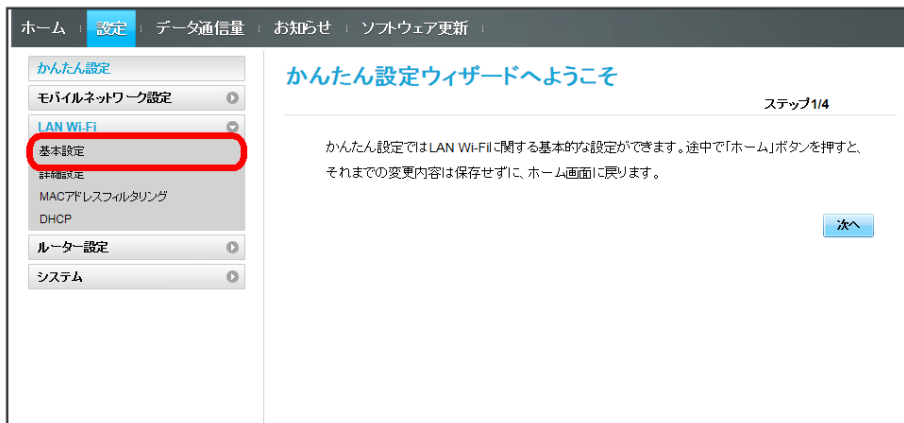 ホーム 設定 データ通信量 お知らせ ソフトウェア更新
かんたん設定
モバイルネットワーク設定
LAN Wi-Fi
基本設定
詳細設定
MACアドレスフィルタリング
DHCP
ルーター設定
システム
かんたん設定ウィザードへようこそ
ステップ1/4
かんたん設定ではLAN Wi-Fiに関する基本的な設定ができます。途中で「ホーム」ボタンを押すと、
それまでの変更内容は保存せずに、ホーム画面に戻ります。
次へ